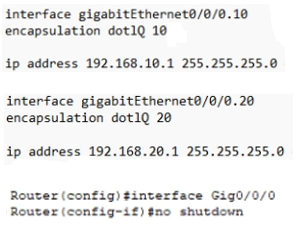 interface gigabitEthernet0/0/0.10
encapsulation dot1Q 10
ip address 192.168.10.1 255.255.255.0
interface gigabitEthernet0/0/0.20
encapsulation dot1Q 20
ip address 192.168.20.1 255.255.255.0
Router(config)#interface Gig0/0/0
Router(config-if)#no shutdown